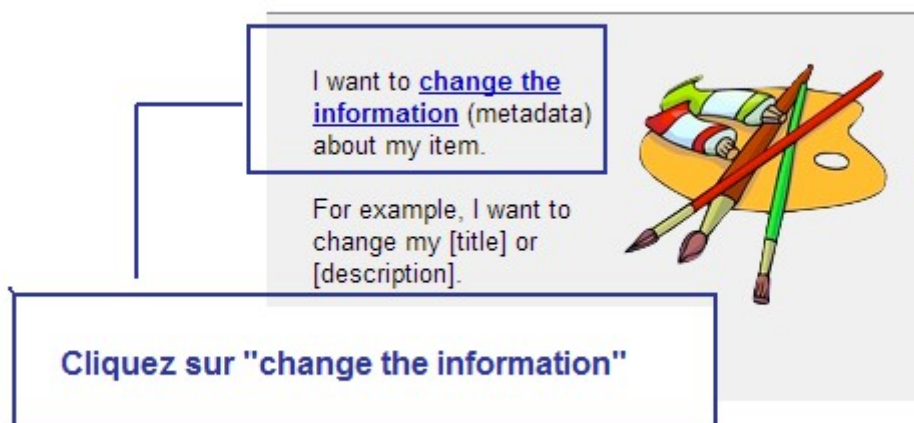 I want to change the
information (metadata)
about my item.
For example, I want to
change my [title] or
[description].
Cliquez sur "change the information"